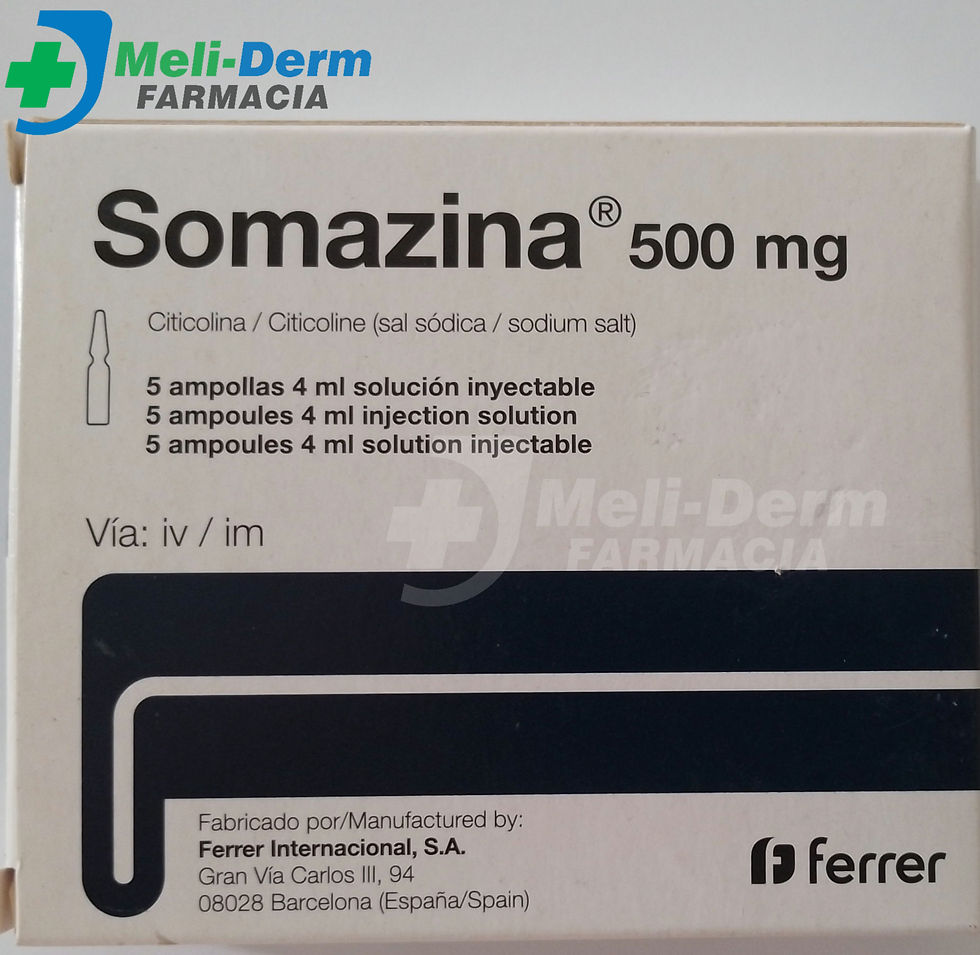 Meli-Derm
FARMACIA
Somazina® 500 mg
Citicolina / Citicoline (sal sódica / sodium salt)
5 ampollas 4 ml solución inyectable
5 ampoules 4 ml injection solution
5 ampoules 4 ml solution injectable
Meli-Derm
FARMACIA
Vía: iv / im
Fabricado por/Manufactured by:
Ferrer Internacional, S.A.
Gran Vía Carlos III, 94
08028 Barcelona (España/Spain)
ferrer